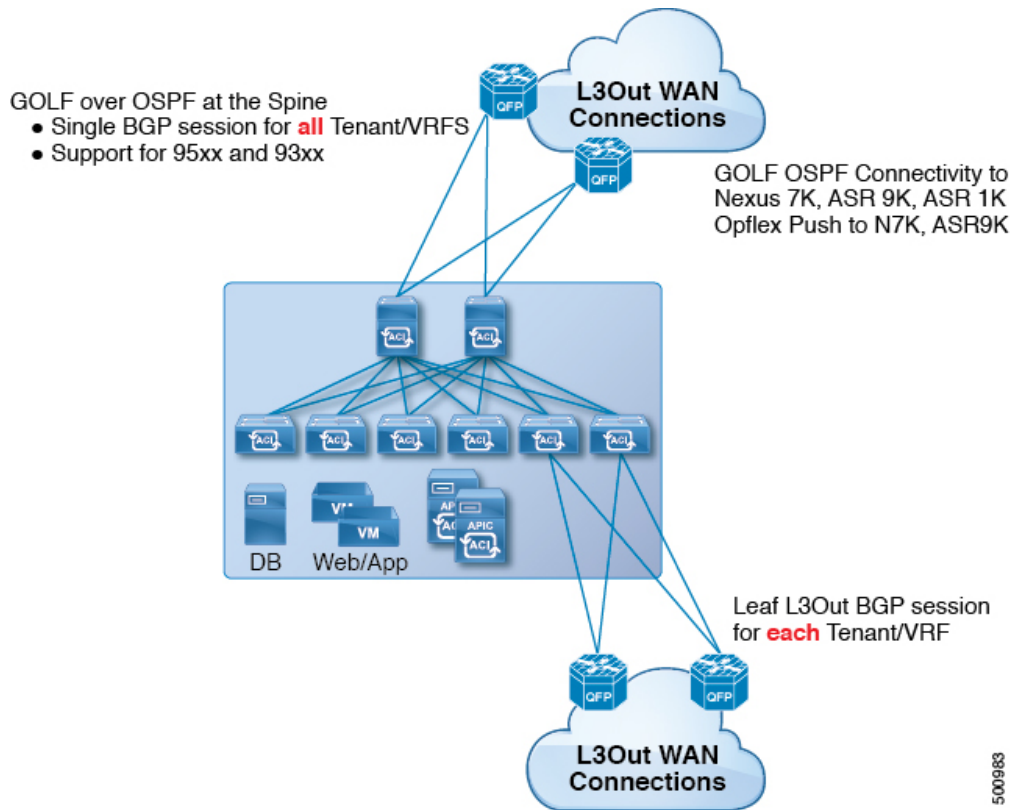 L3Out WAN
Connections
QFP
QFP
GOLF over OSPF at the Spine
● Single BGP session for all Tenant/VRFS
● Support for 95xx and 93xx
GOLF OSPF Connectivity to
Nexus 7K, ASR 9K, ASR 1K
Opflex Push to N7K, ASR9K
ACI
ACI
ACI
ACI
ACI
ACI
ACI
ACI
DB
VM
VM
Web/App
APIC
ACI
Leaf L3Out BGP session
for each Tenant/VRF
QFP
QFP
L3Out WAN
Connections
500983